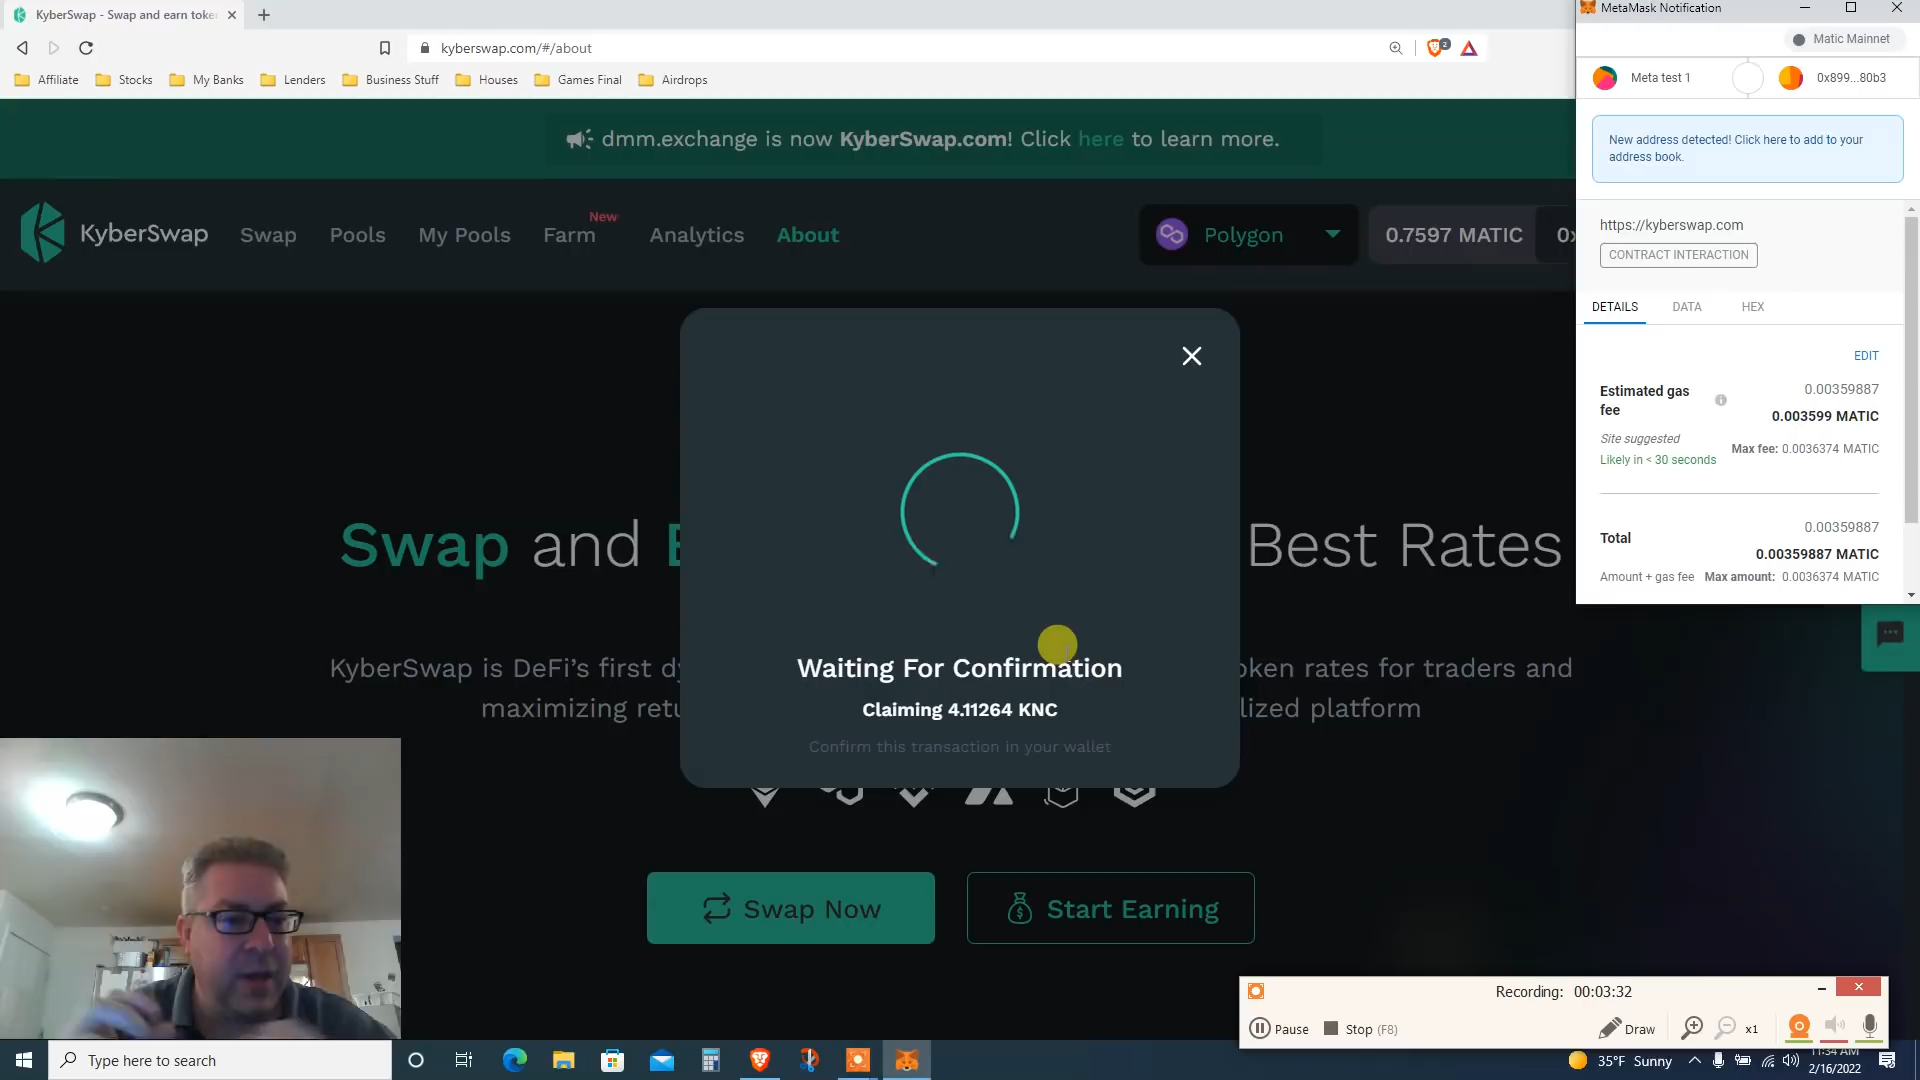 KyberSwap - Swap and earn toke
kyberswap.com/#/about
2
Affiliate
Stocks
My Banks
Lenders
Business Stuff
Houses
Games Final
Airdrops
dmm.exchange is now KyberSwap.com! Click here to learn more.
KyberSwap
Swap
Pools
My Pools
Farm
New
Analytics
About
Polygon
0.7597 MATIC
0x
Swap and E
Best Rates
KyberSwap is DeFi's first dy
oken rates for traders and
maximizing retu
lized platform
Waiting For Confirmation
Claiming 4.11264 KNC
Confirm this transaction in your wallet
Swap Now
Start Earning
MetaMask Notification
Matic Mainnet
Meta test 1
0x899...80b3
New address detected! Click here to add to your
address book.
https://kyberswap.com
CONTRACT INTERACTION
DETAILS
DATA
HEX
EDIT
Estimated gas
fee
0.00359887
0.003599 MATIC
Site suggested
Likely in < 30 seconds
Max fee: 0.0036374 MATIC
Total
0.00359887
0.00359887 MATIC
Amount + gas fee
Max amount: 0.0036374 MATIC
Recording: 00:03:32
Pause
Stop (F8)
Draw
x1
Type here to search
35°F Sunny
11:34 AM
2/16/2022